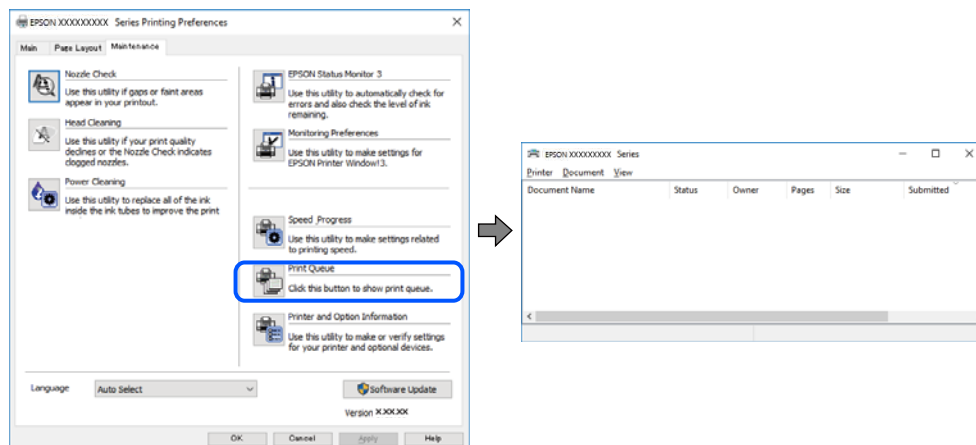 EPSON XXXXXXXXX Series Printing Preferences
Main Page Layout Maintenance
Nozzle Check
Use this utility if gaps or faint areas
appear in your printout.
Head Cleaning
Use this utility if your print quality
declines or the Nozzle Check indicates
clogged nozzles.
Power Cleaning
Use this utility to replace all of the ink
inside the ink tubes to improve the print
EPSON Status Monitor 3
Use this utility to automatically check for
errors and also check the level of ink
remaining.
Monitoring Preferences
Use this utility to make settings for
EPSON Printer Window!3.
Speed Progress
Use this utility to make settings related
to printing speed.
Print Queue
Click this button to show print queue.
Printer and Option Information
Use this utility to make or verify settings
for your printer and optional devices.
Language Auto Select
Software Update
Version X.XX.XX
OK Cancel Apply Help
EPSON XXXXXXXXX Series
Printer Document View
Document Name Status Owner Pages Size Submitted